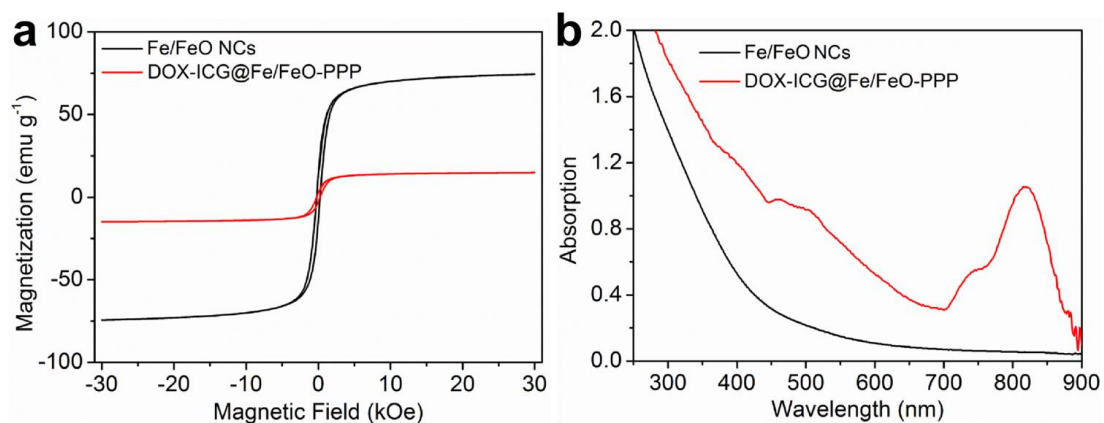 a
Fe/FeO NCs
DOX-ICG@Fe/FeO-PPP
Magnetization (emu g⁻¹)
100
50
0
-50
-100
-30
-20
-10
0
10
20
30
Magnetic Field (kOe)
b
Fe/FeO NCs
DOX-ICG@Fe/FeO-PPP
Absorption
2.0
1.6
1.2
0.8
0.4
0.0
300
400
500
600
700
800
900
Wavelength (nm)